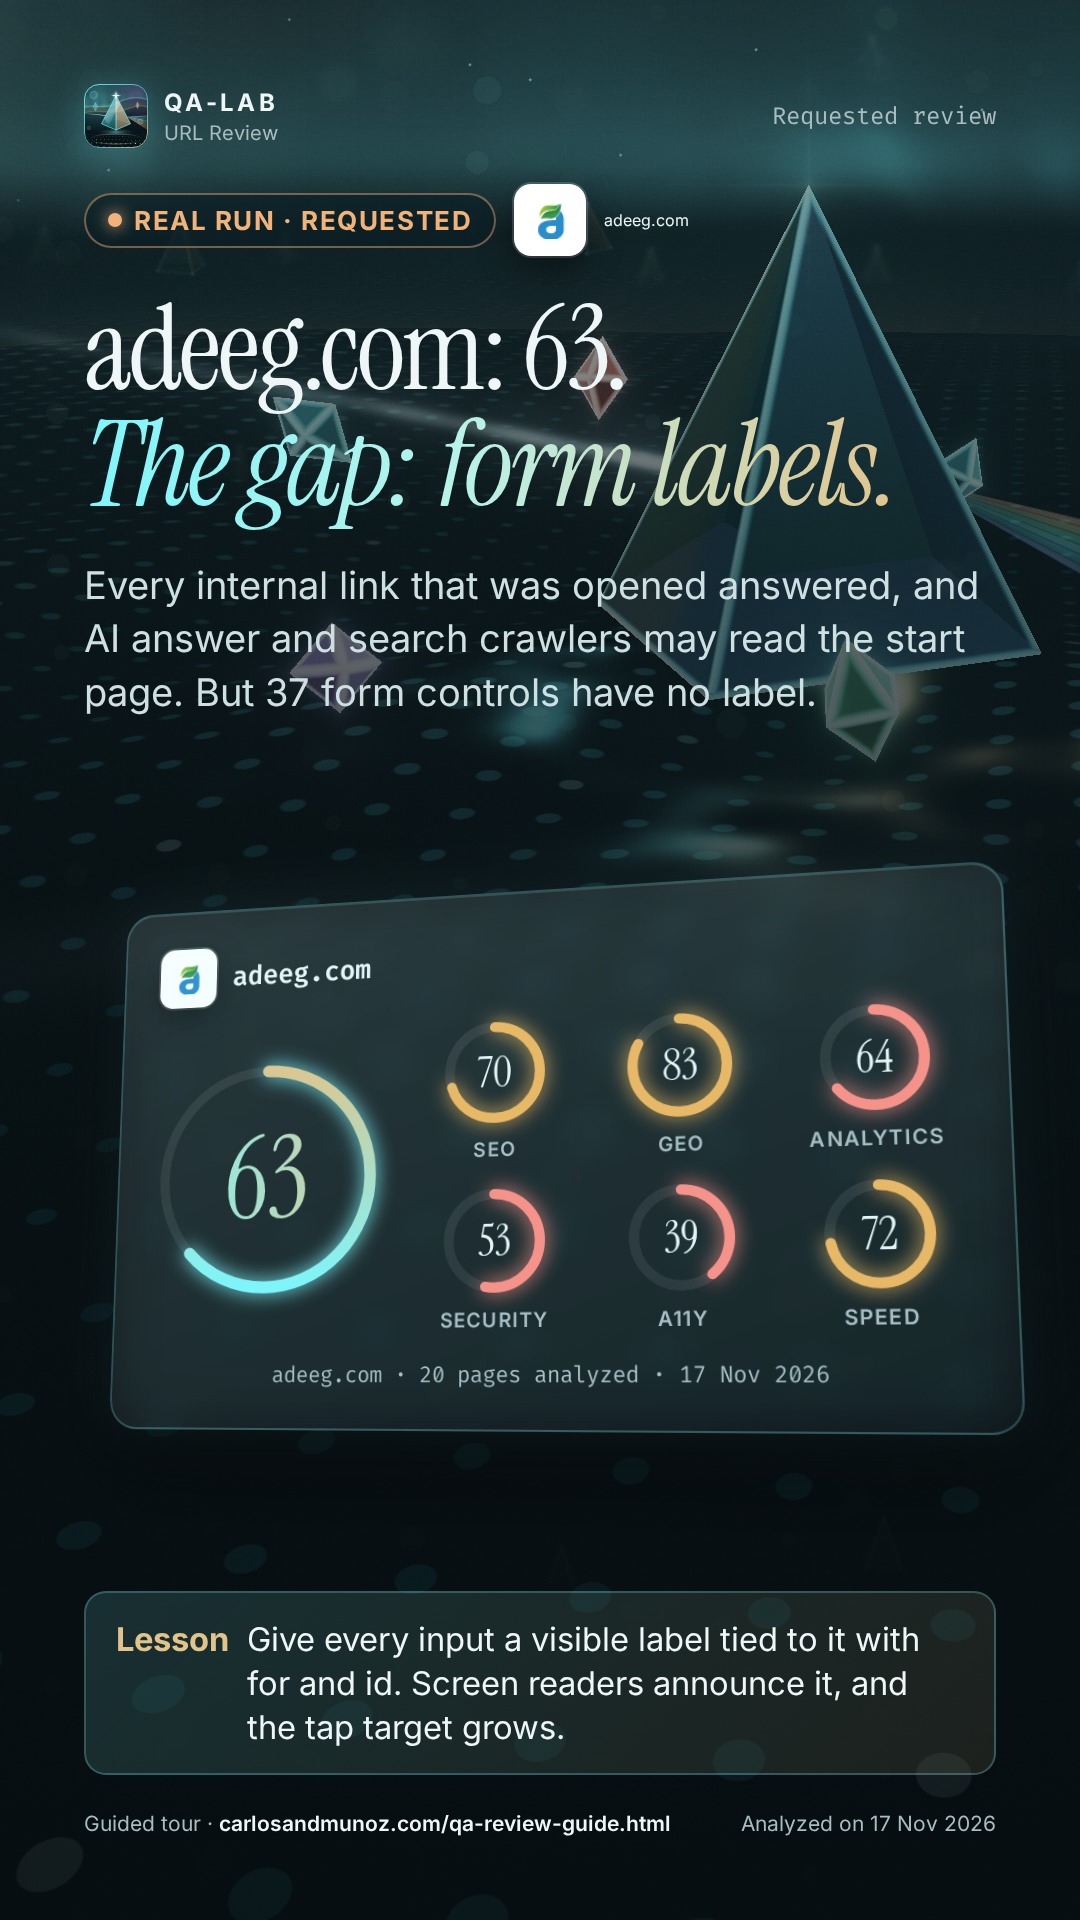 QA-LAB
URL Review
Requested review
REAL RUN · REQUESTED
adeeg.com
adeeg.com: 63.
The gap: form labels.
Every internal link that was opened answered, and
AI answer and search crawlers may read the start
page. But 37 form controls have no label.
adeeg.com
63
70
SEO
83
GEO
64
ANALYTICS
53
SECURITY
39
A11Y
72
SPEED
adeeg.com · 20 pages analyzed · 17 Nov 2026
Lesson Give every input a visible label tied to it with
for and id. Screen readers announce it, and
the tap target grows.
Guided tour · carlosandmunoz.com/qa-review-guide.html
Analyzed on 17 Nov 2026